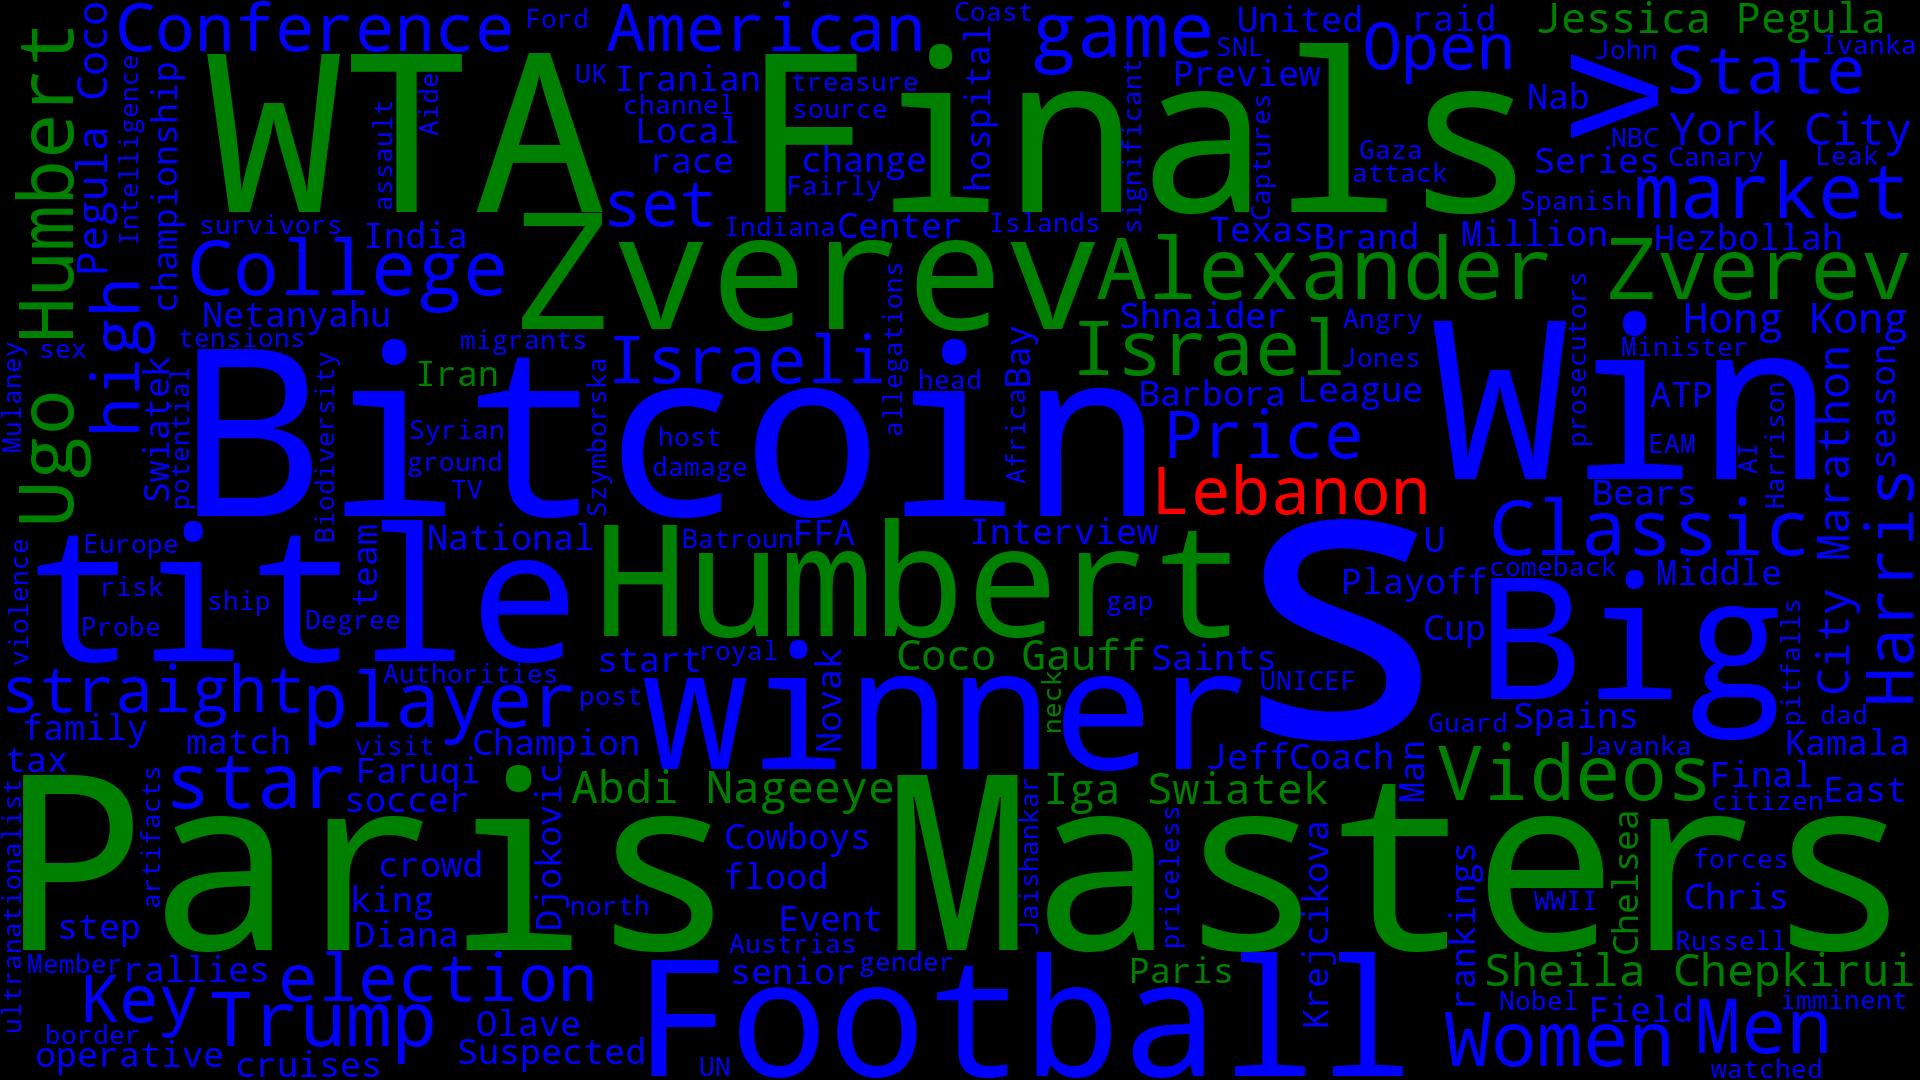 Conference
Ford
American
Coast
game
United
SNL
raid
Open
Jessica Pegula
John
Ivanka
Humbert
Pegula Coco
Intelligence
championship
WTA Finals
UK
Iranian
treasure
hospital
Preview
>
State
Nab
NBC
York City
assault
Aide
channel
source
Local
race
change
Fairly
significant
Captures
Gaza
attack
Series
Canary
Leak
Spanish
market
set
survivors
India
Indiana
Center
Islands
Texas
Brand
Million
Hezbollah
College
Zverev
Alexander Zverev
high
Netanyahu
tensions
migrants
allegations
Shnaider
Angry
prosecutors
Hong Kong
Minister
sex
Mulaney
Ugo Humbert
Swiatek
potential
Bitcoin
Biodiversity
Iran
Szymborska
Israeli
head
Bay
Africa
Israel
Jones
Barbora
League
Win
ATP
Harrison
Marathon
season
Syrian
ground
TV
host
damage
Price
EAM
AI
Lebanon
Bears
Classic
title
Europe
risk
ship
Probe
Degree
team
National
Batroun
FFA
Interview
U
Humbert
gap
S
Playoff
comeback
Middle
Cup
Big
Harris
violence
straight
Authorities
player
start
royal
Novak
Coco Gauff
Saints
UNICEF
post
winner
neck
Guard
Spains
pitfalls
City
dad
Kamala
family
match
visit
Champion
Jeff
Coach
Man
Javanka
tax
star
Faruqi
soccer
Djokovic
Abdi Nageeye
Iga Swiatek
Videos
Final
citizen
East
ultranationalist
artifacts
Paris Masters
crowd
king
Diana
step
north
Cowboys
flood
Event
Austrias
Jaishankar
priceless
Krejcikova
rankings
WWII
Chelsea
forces
Chris
Russell
Member
rallies
election
senior
gender
Paris
Sheila Chepkirui
Key
Trump
Olave
Football
Nobel
Field
imminent
border
operative
cruises
Suspected
UN
Women
Men
watched